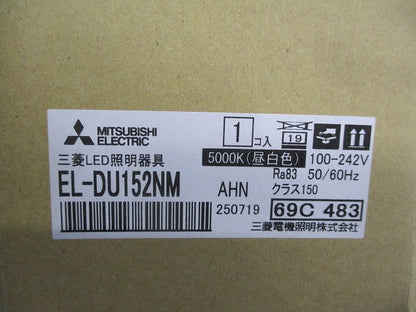 MITSUBISHI
ELECTRIC
1コ入
19
三菱LED照明器具
5000K(昼白色) 100-242V
EL-DU152NM
AHN
Ra83 50/60Hz
クラス150
250719
69C 483
三菱電機照明株式会社